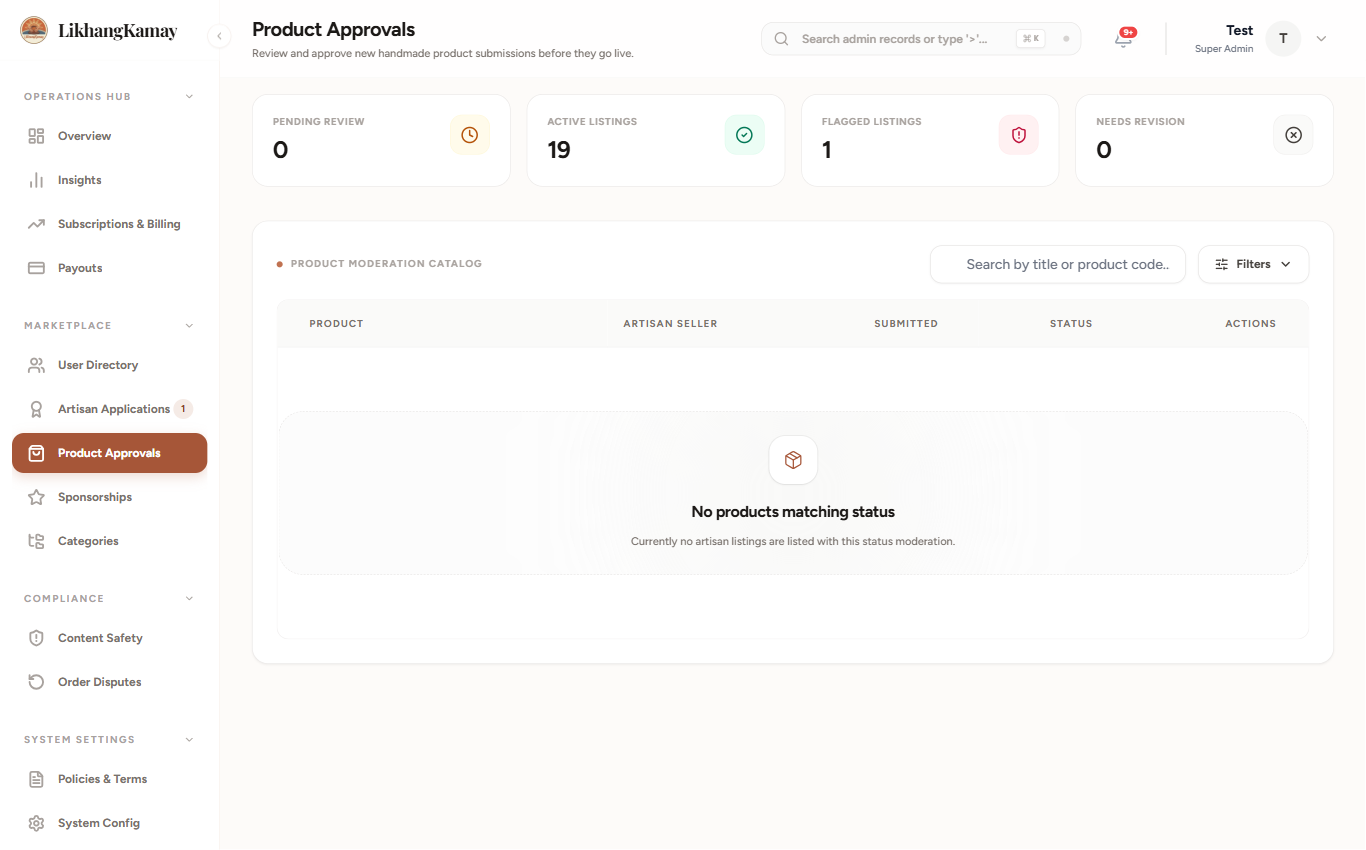 LikhangKamay
OPERATIONS HUB
Overview
Insights
Subscriptions & Billing
Payouts
MARKETPLACE
User Directory
Artisan Applications 1
Product Approvals
Sponsorships
Categories
COMPLIANCE
Content Safety
Order Disputes
SYSTEM SETTINGS
Policies & Terms
System Config
Product Approvals
Review and approve new handmade product submissions before they go live.
Search admin records or type '>'... ⌘ K
9+
Test
Super Admin
T
PENDING REVIEW
0
ACTIVE LISTINGS
19
FLAGGED LISTINGS
1
NEEDS REVISION
0
PRODUCT MODERATION CATALOG
Search by title or product code..
Filters
PRODUCT ARTISAN SELLER SUBMITTED STATUS ACTIONS
No products matching status
Currently no artisan listings are listed with this status moderation.